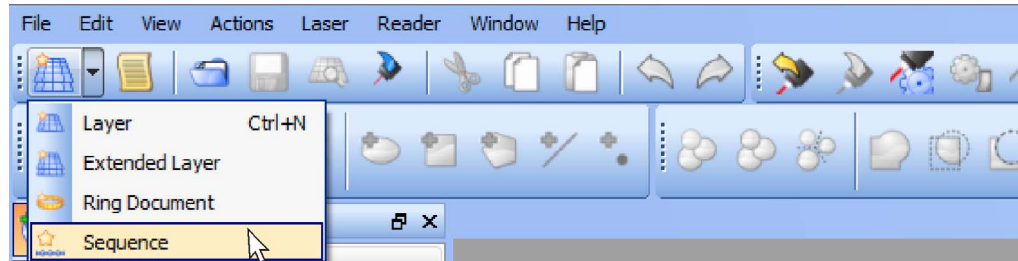 File Edit View Actions Laser Reader Window Help
Layer Ctrl+N
Extended Layer
Ring Document
Sequence